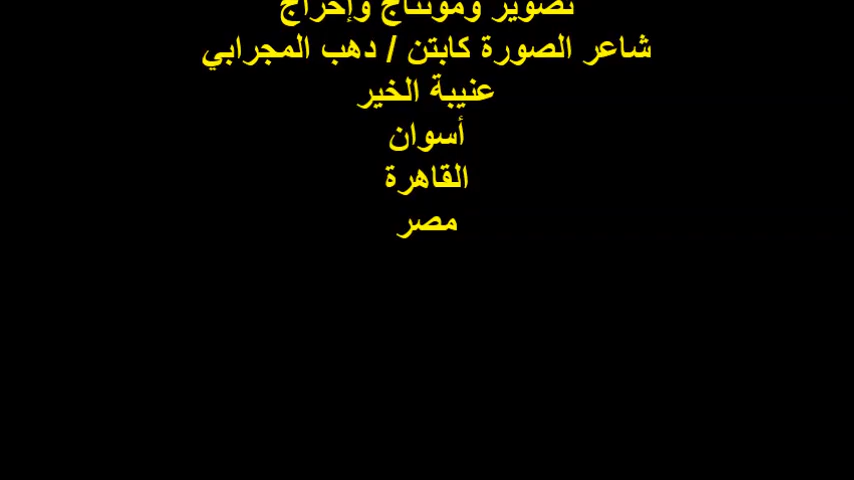 تصوير ومونتاج وإخراج
شاعر الصورة كابتن / دهب المجرابي
عنيبة الخير
أسوان
القاهرة
مصر